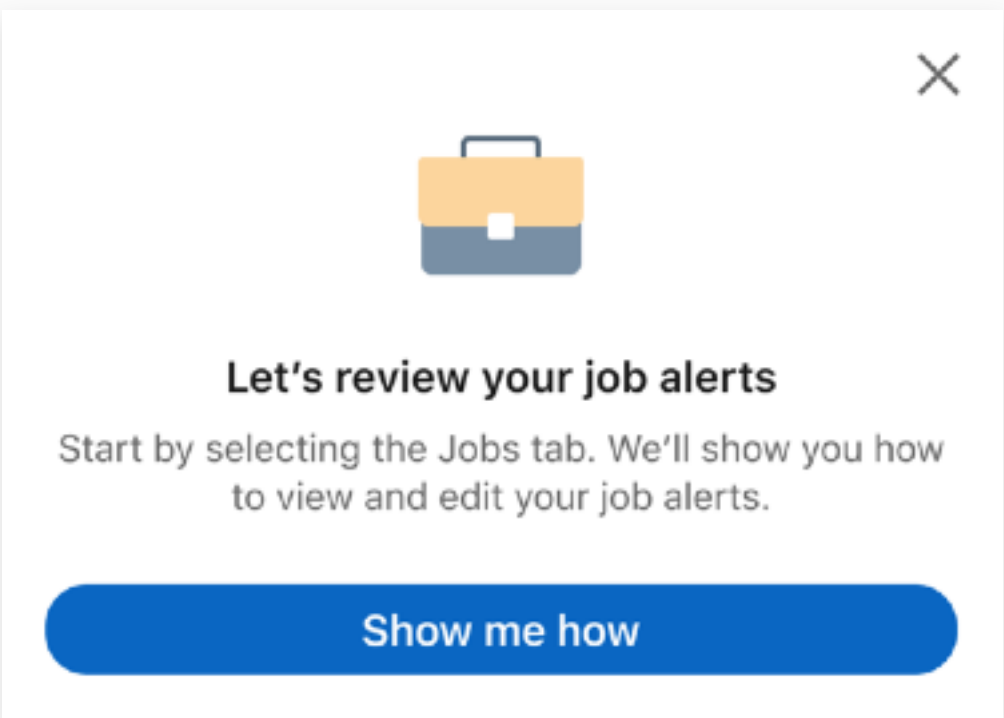 Let's review your job alerts
Start by selecting the Jobs tab. We'll show you how
to view and edit your job alerts.
Show me how